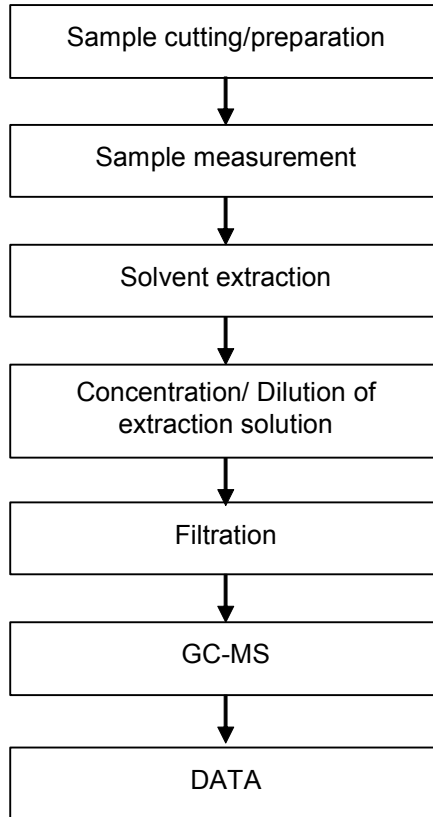 Sample cutting/preparation
Sample measurement
Solvent extraction
Concentration/ Dilution of
extraction solution
Filtration
GC-MS
DATA